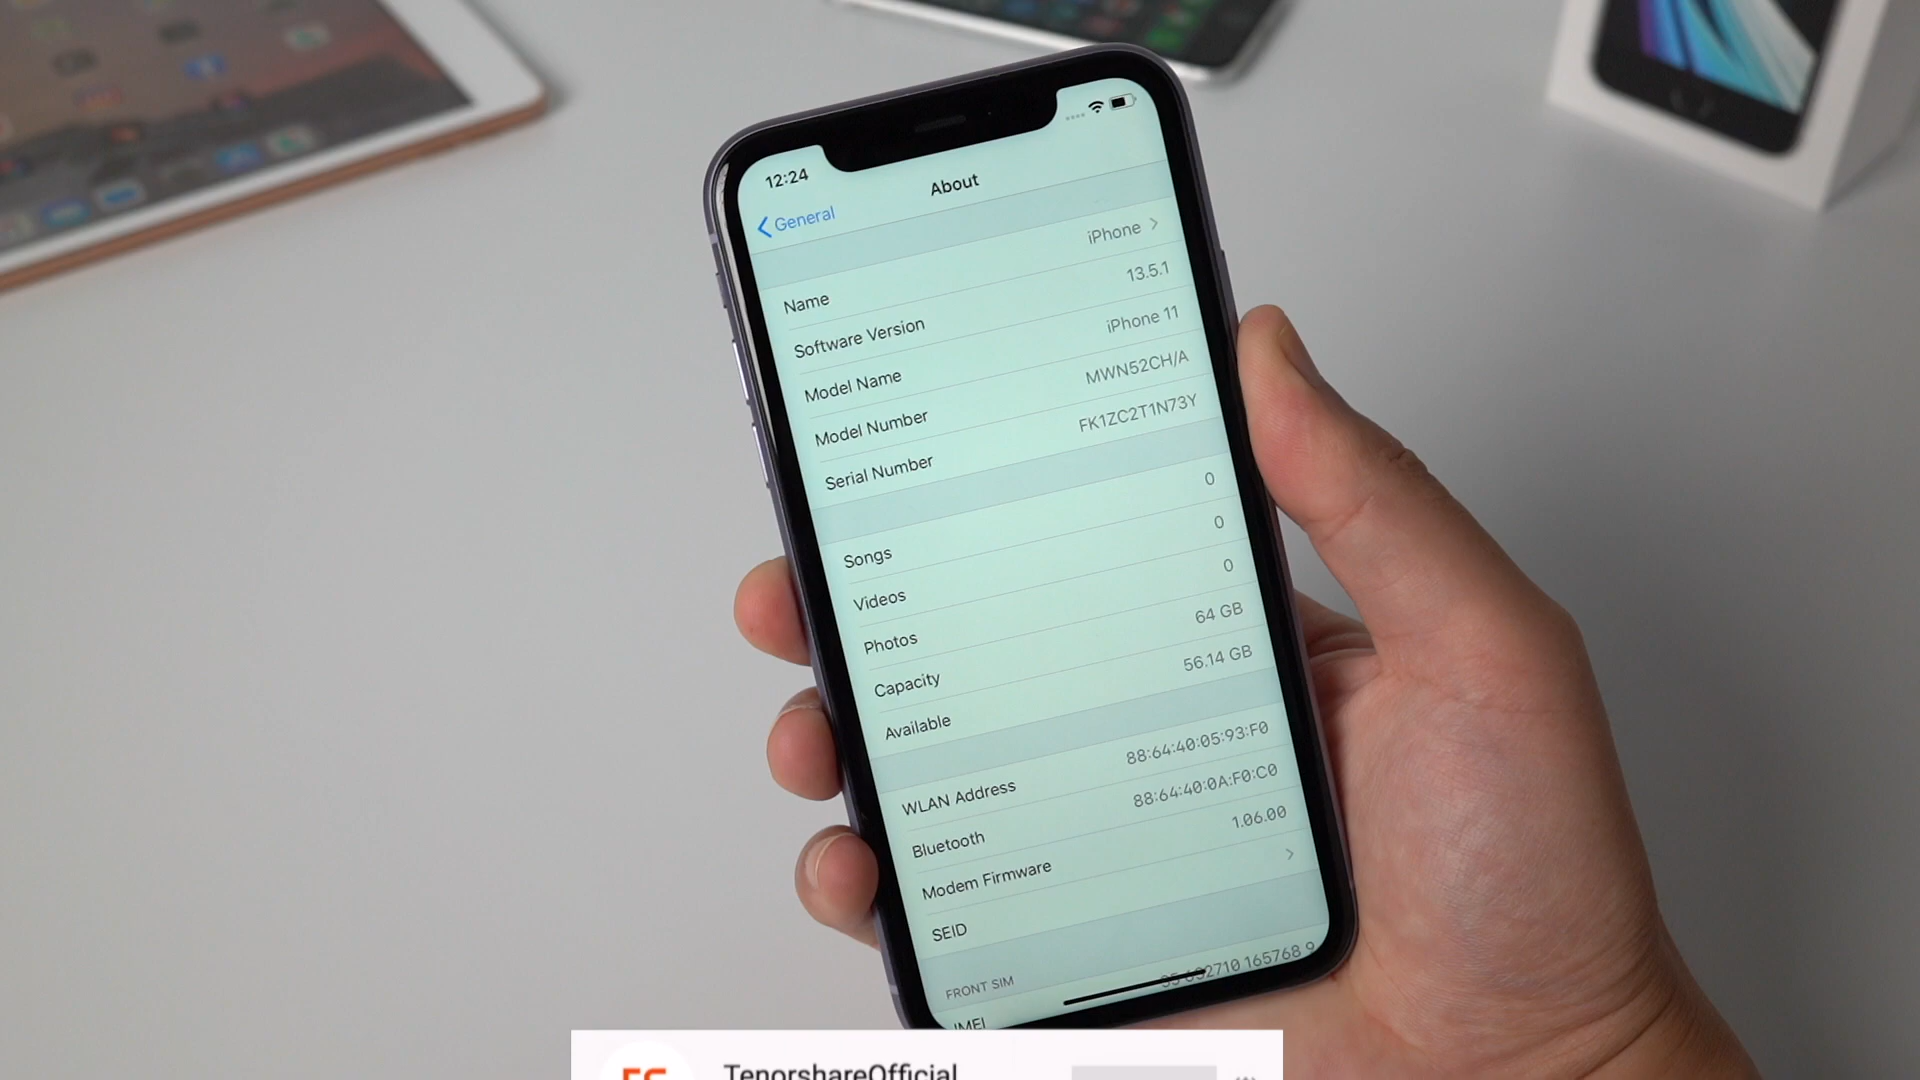 12:24
General
About
Name
iPhone
Software Version
13.5.1
Model Name
iPhone 11
Model Number
MWN52CH/A
Serial Number
FK1ZC2T1N73Y
Songs
0
Videos
0
Photos
0
Capacity
64 GB
Available
56.14 GB
WLAN Address
88:64:40:05:93:F0
Bluetooth
88:64:40:0A:F0:C0
Modem Firmware
1.06.00
SEID
FRONT SIM
IMEI
165768 9
TenorshareOfficial